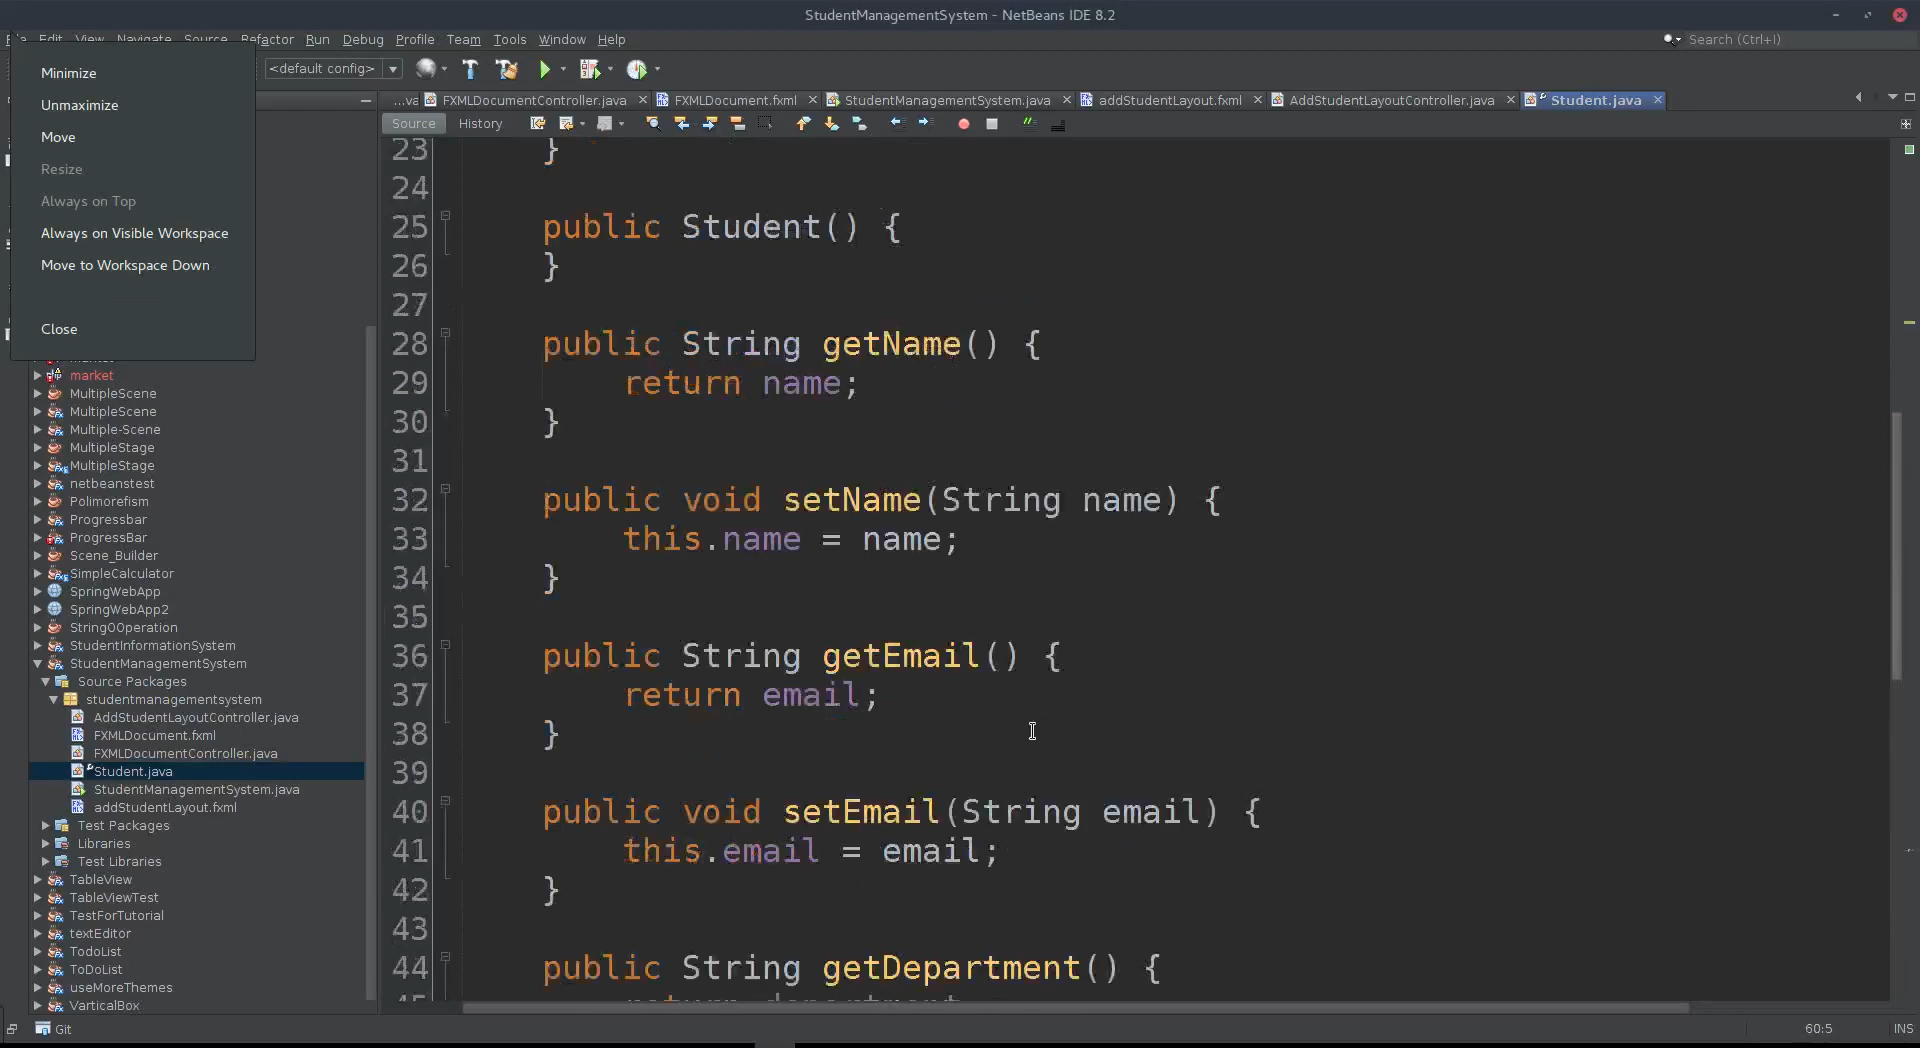 StudentManagementSystem - NetBeans IDE 8.2
Edit View Navigate Source Refactor Run Debug Profile Team Tools Window Help
Search (Ctrl+I)
Minimize
Unmaximize
Move
Resize
Always on Top
Always on Visible Workspace
Move to Workspace Down
Close
<default config>
...va FXMLDocumentController.java FXMLDocument.fxml StudentManagementSystem.java addStudentLayout.fxml AddStudentLayoutController.java Student.java
Source History
market
MultipleScene
MultipleScene
Multiple-Scene
MultipleStage
MultipleStage
netbeanstest
Polimorefism
Progressbar
ProgressBar
Scene_Builder
SimpleCalculator
SpringWebApp
SpringWebApp2
StringOOperation
StudentInformationSystem
StudentManagementSystem
Source Packages
studentmanagementsystem
AddStudentLayoutController.java
FXMLDocument.fxml
FXMLDocumentController.java
Student.java
StudentManagementSystem.java
addStudentLayout.fxml
Test Packages
Libraries
Test Libraries
TableView
TableViewTest
TestForTutorial
textEditor
TodoList
ToDoList
useMoreThemes
VarticalBox
23 }
24
25 public Student() {
26 }
27
28 public String getName() {
29 return name;
30 }
31
32 public void setName(String name) {
33 this.name = name;
34 }
35
36 public String getEmail() {
37 return email;
38 }
39
40 public void setEmail(String email) {
41 this.email = email;
42 }
43
44 public String getDepartment() {
Git
60:5 INS